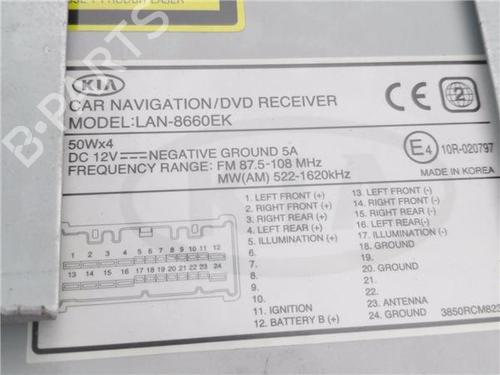 KIA
CAR NAVIGATION/DVD RECEIVER
MODEL:LAN-8660EK
50Wx4
DC 12V NEGATIVE GROUND 5A
FREQUENCY RANGE: FM 87.5-108 MHz
MW(AM) 522-1620kHz
2
E4 10R-020797
MADE IN KOREA
1 2 3 4 5 6 7 8 9 10 11 12
13 14 15 16 17 18 19 20 21 22 23 24
1. LEFT FRONT (+)
2. RIGHT FRONT (+)
3. RIGHT REAR (+)
4. LEFT REAR (+)
5. ILLUMINATION (+)
6.
7.
8.
9.
10.
11. IGNITION
12. BATTERY B (+)
13. LEFT FRONT(-)
14. RIGHT FRONT (-)
15. RIGHT REAR(-)
16. LEFT REAR(-)
17. ILLUMINATION (-)
18. GROUND
19.
20. GROUND
21.
22.
23. ANTENNA
24. GROUND
3850RCM823
B-PARTS
KIA